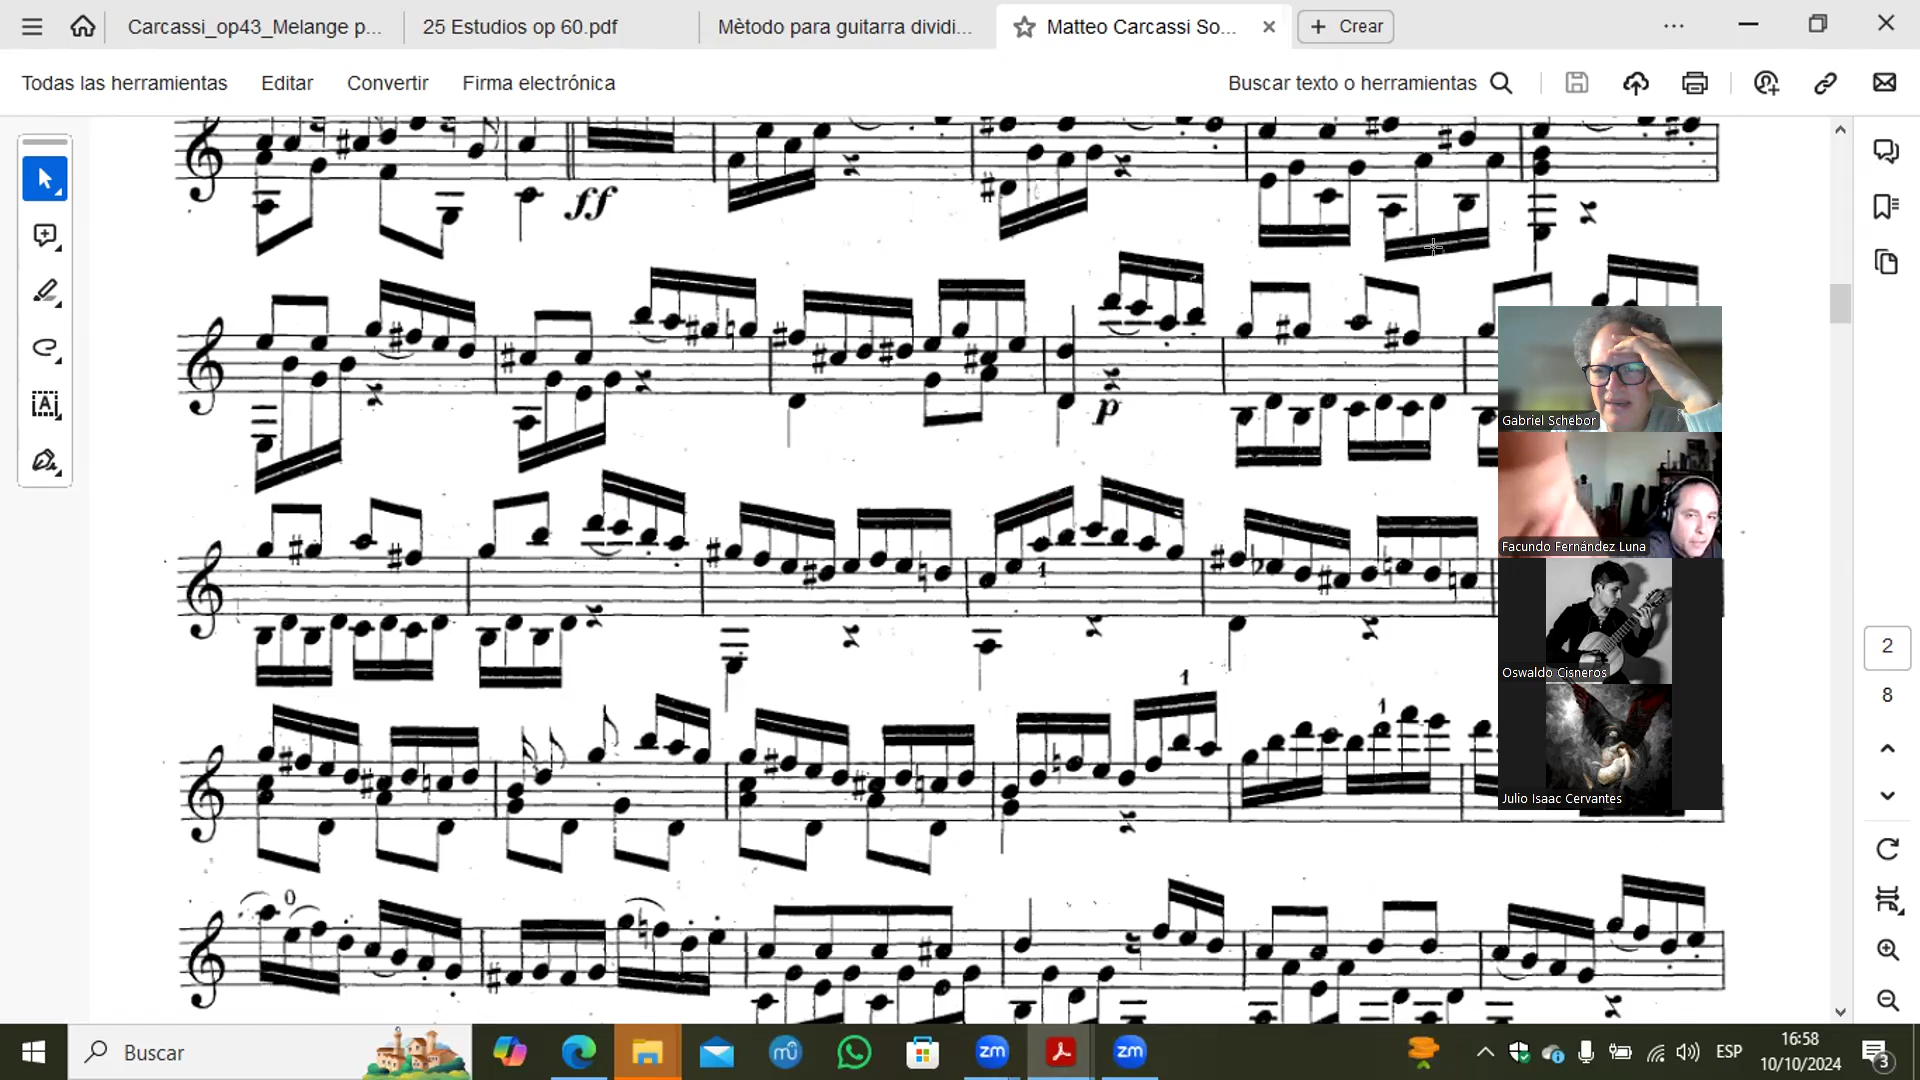 Carcassi_op43_Melange p...
25 Estudios op 60.pdf
Mètodo para guitarra dividi...
Matteo Carcassi So...
Crear
Todas las herramientas
Editar
Convertir
Firma electrónica
Buscar texto o herramientas
ff
p
1
1
1
0
Gabriel Schebor
Facundo Fernández Luna
Oswaldo Cisneros
Julio Isaac Cervantes
2
8
Buscar
zm
zm
ESP
16:58
10/10/2024
3